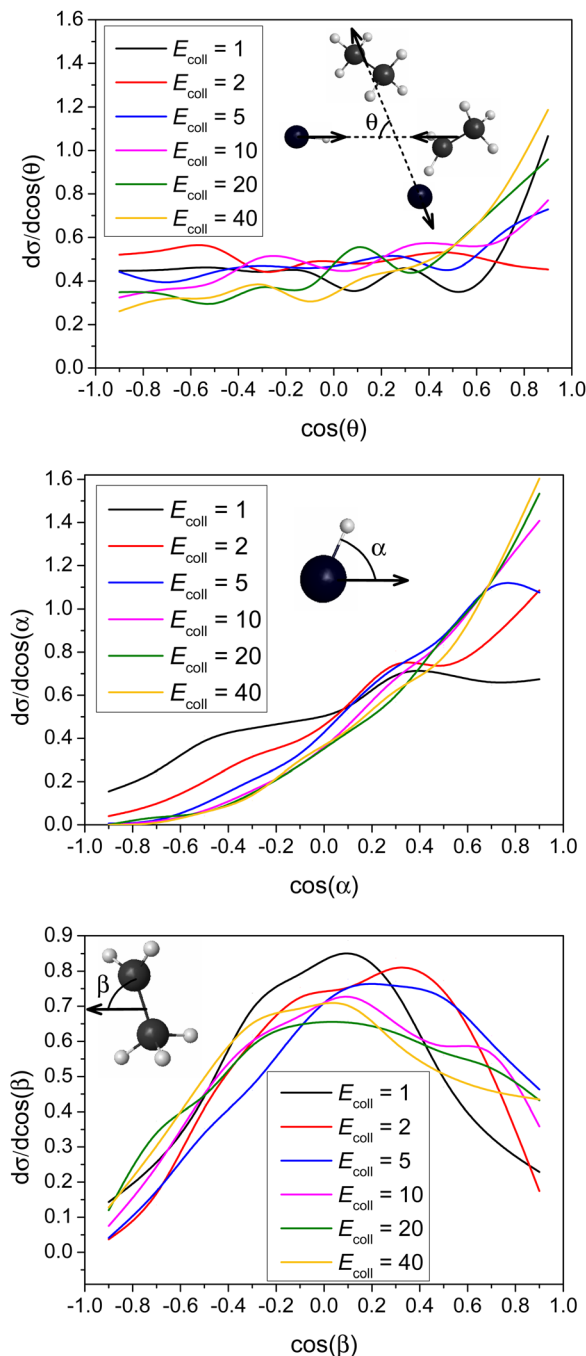 dσ/dcos(θ)
1.6
1.4
1.2
1.0
0.8
0.6
0.4
0.2
0.0
E_coll = 1
E_coll = 2
E_coll = 5
E_coll = 10
E_coll = 20
E_coll = 40
θ
-1.0 -0.8 -0.6 -0.4 -0.2 0.0 0.2 0.4 0.6 0.8 1.0
cos(θ)
dσ/dcos(α)
1.6
1.4
1.2
1.0
0.8
0.6
0.4
0.2
0.0
E_coll = 1
E_coll = 2
E_coll = 5
E_coll = 10
E_coll = 20
E_coll = 40
α
-1.0 -0.8 -0.6 -0.4 -0.2 0.0 0.2 0.4 0.6 0.8 1.0
cos(α)
dσ/dcos(β)
0.9
0.8
0.7
0.6
0.5
0.4
0.3
0.2
0.1
0.0
β
E_coll = 1
E_coll = 2
E_coll = 5
E_coll = 10
E_coll = 20
E_coll = 40
-1.0 -0.8 -0.6 -0.4 -0.2 0.0 0.2 0.4 0.6 0.8 1.0
cos(β)